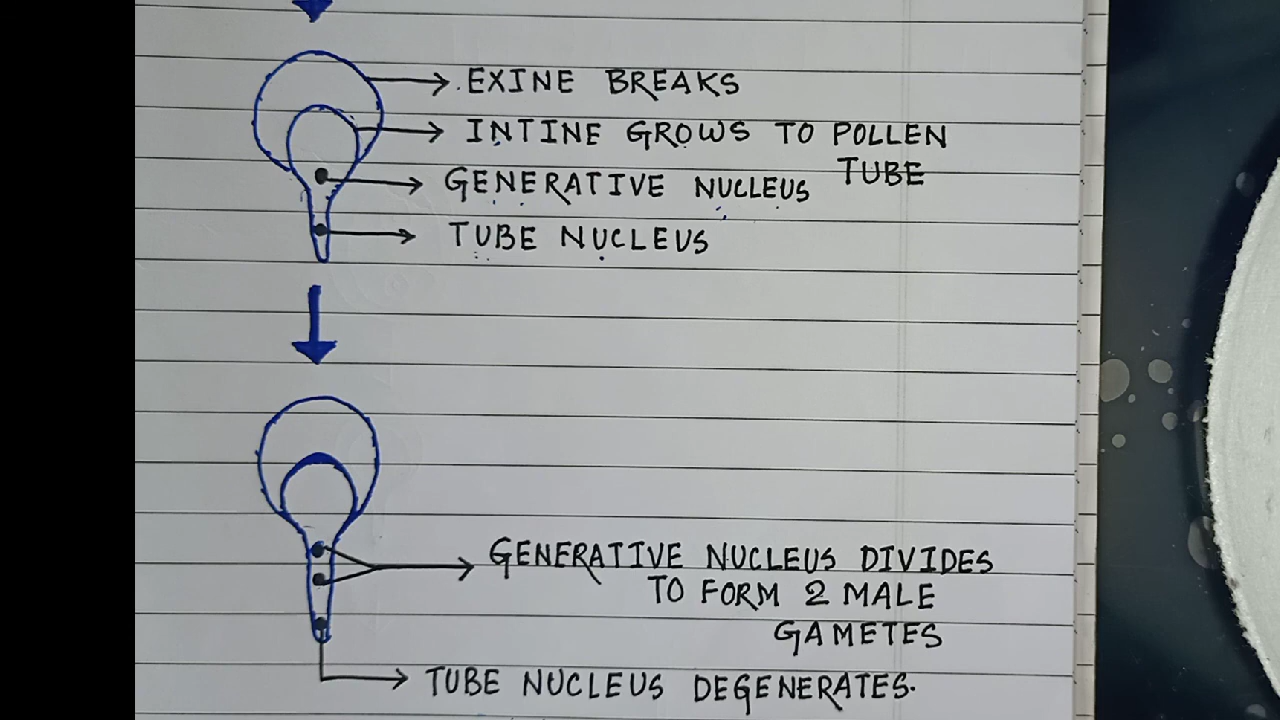 EXINE BREAKS
INTINE GROWS TO POLLEN
TUBE
GENERATIVE NUCLEUS
TUBE NUCLEUS
GENERATIVE NUCLEUS DIVIDES
TO FORM 2 MALE
GAMETES
TUBE NUCLEUS DEGENERATES.